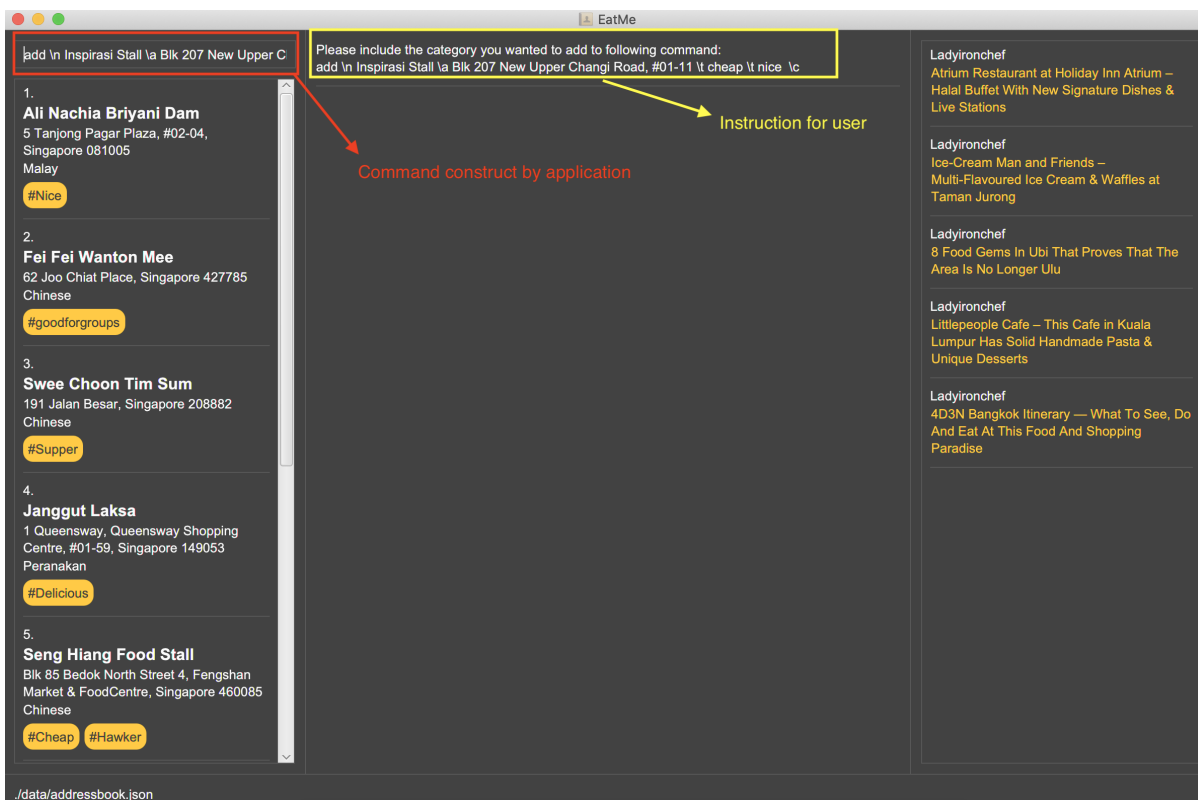 EatMe
add \n Inspirasi Stall \a Blk 207 New Upper C
Please include the category you wanted to add to following command:
add \n Inspirasi Stall \a Blk 207 New Upper Changi Road, #01-11 \t cheap \t nice \c
Instruction for user
Command construct by application
1.
Ali Nachia Briyani Dam
5 Tanjong Pagar Plaza, #02-04,
Singapore 081005
Malay
#Nice
2.
Fei Fei Wanton Mee
62 Joo Chiat Place, Singapore 427785
Chinese
#goodforgroups
3.
Swee Choon Tim Sum
191 Jalan Besar, Singapore 208882
Chinese
#Supper
4.
Janggut Laksa
1 Queensway, Queensway Shopping
Centre, #01-59, Singapore 149053
Peranakan
#Delicious
5.
Seng Hiang Food Stall
Blk 85 Bedok North Street 4, Fengshan
Market & FoodCentre, Singapore 460085
Chinese
#Cheap #Hawker
Ladyironchef
Atrium Restaurant at Holiday Inn Atrium –
Halal Buffet With New Signature Dishes &
Live Stations
Ladyironchef
Ice-Cream Man and Friends –
Multi-Flavoured Ice Cream & Waffles at
Taman Jurong
Ladyironchef
8 Food Gems In Ubi That Proves That The
Area Is No Longer Ulu
Ladyironchef
Littlepeople Cafe – This Cafe in Kuala
Lumpur Has Solid Handmade Pasta &
Unique Desserts
Ladyironchef
4D3N Bangkok Itinerary — What To See, Do
And Eat At This Food And Shopping
Paradise
./data/addressbook.json